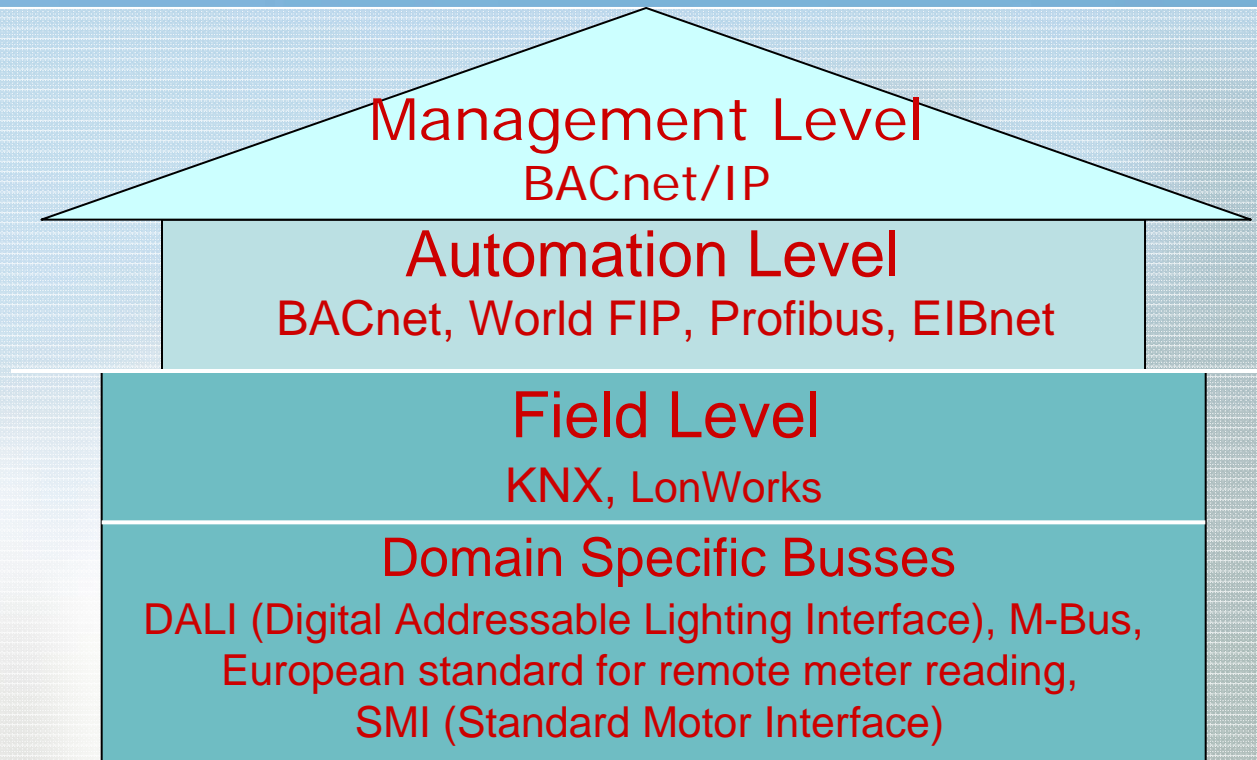 Management Level
BACnet/IP
Automation Level
BACnet, World FIP, Profibus, EIBnet
Field Level
KNX, LonWorks
Domain Specific Busses
DALI (Digital Addressable Lighting Interface), M-Bus,
European standard for remote meter reading,
SMI (Standard Motor Interface)